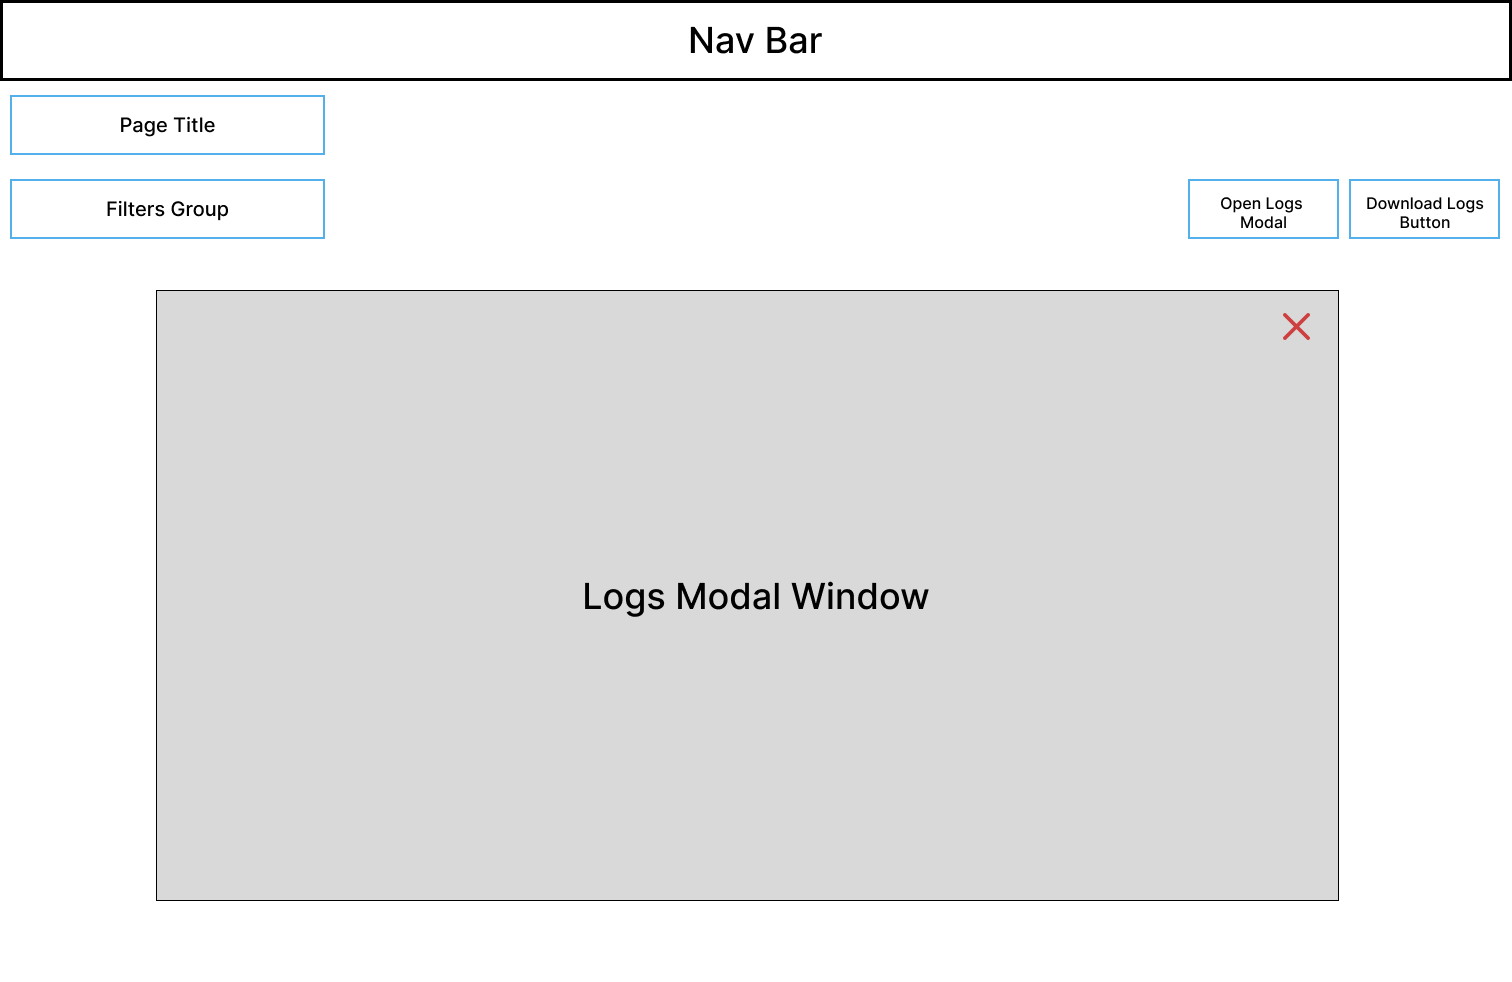 Nav Bar
Page Title
Filters Group
Open Logs
Modal
Download Logs
Button
Logs Modal Window